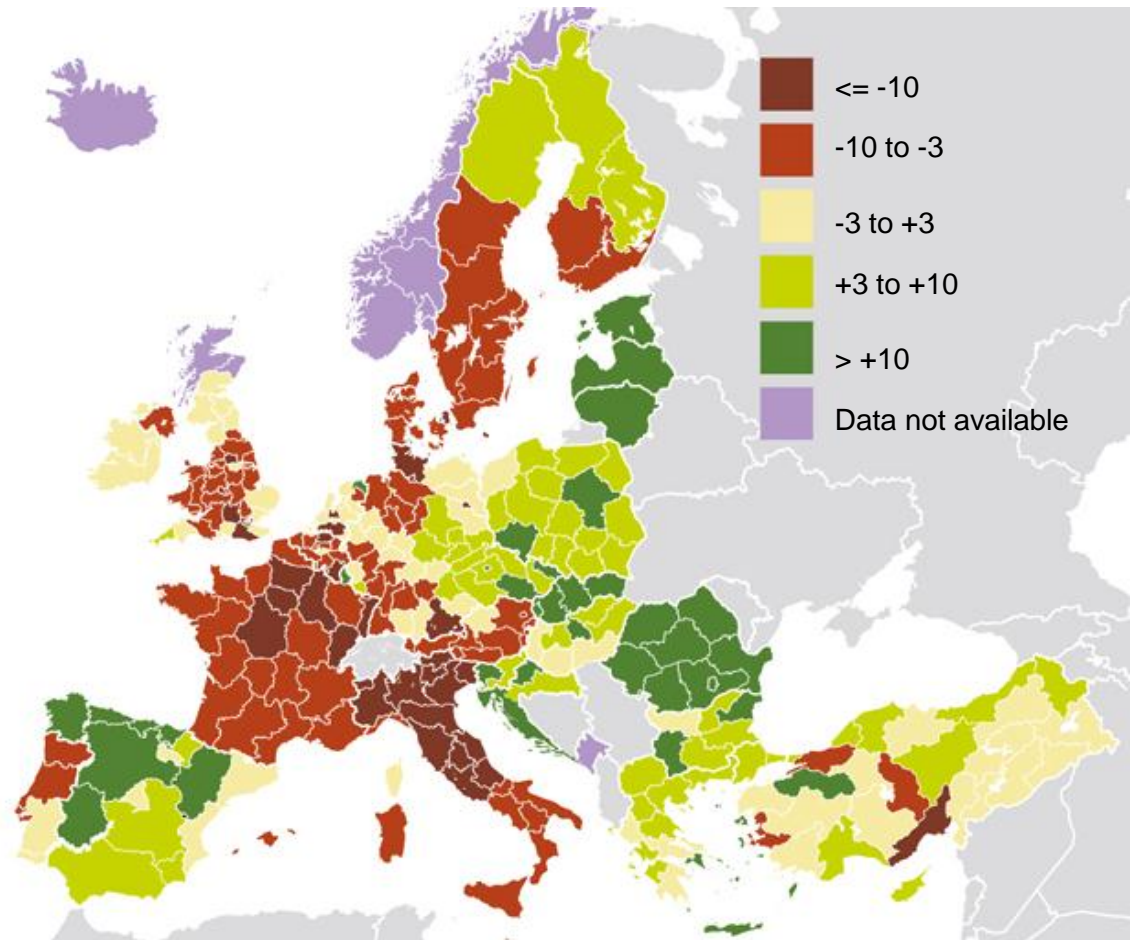 <= -10
-10 to -3
-3 to +3
+3 to +10
> +10
Data not available